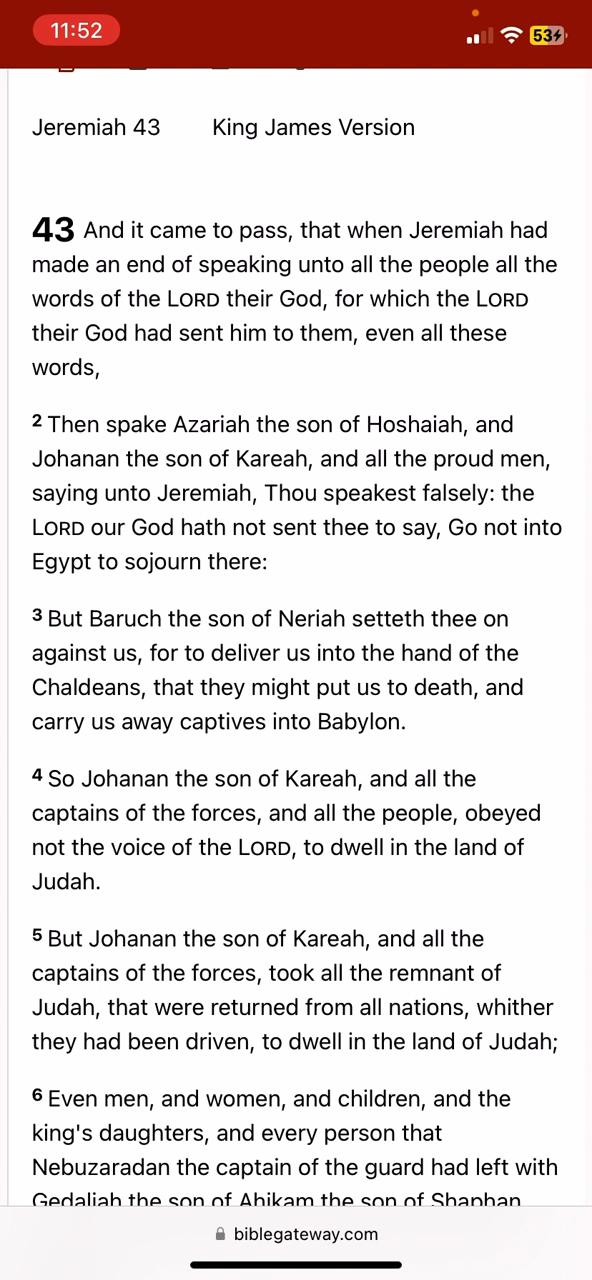 11:52
53
Jeremiah 43 King James Version
43 And it came to pass, that when Jeremiah had
made an end of speaking unto all the people all the
words of the LORD their God, for which the LORD
their God had sent him to them, even all these
words,
2 Then spake Azariah the son of Hoshaiah, and
Johanan the son of Kareah, and all the proud men,
saying unto Jeremiah, Thou speakest falsely: the
LORD our God hath not sent thee to say, Go not into
Egypt to sojourn there:
3 But Baruch the son of Neriah setteth thee on
against us, for to deliver us into the hand of the
Chaldeans, that they might put us to death, and
carry us away captives into Babylon.
4 So Johanan the son of Kareah, and all the
captains of the forces, and all the people, obeyed
not the voice of the LORD, to dwell in the land of
Judah.
5 But Johanan the son of Kareah, and all the
captains of the forces, took all the remnant of
Judah, that were returned from all nations, whither
they had been driven, to dwell in the land of Judah;
6 Even men, and women, and children, and the
king's daughters, and every person that
Nebuzaradan the captain of the guard had left with
Gedaliah the son of Ahikam the son of Shaphan
biblegateway.com